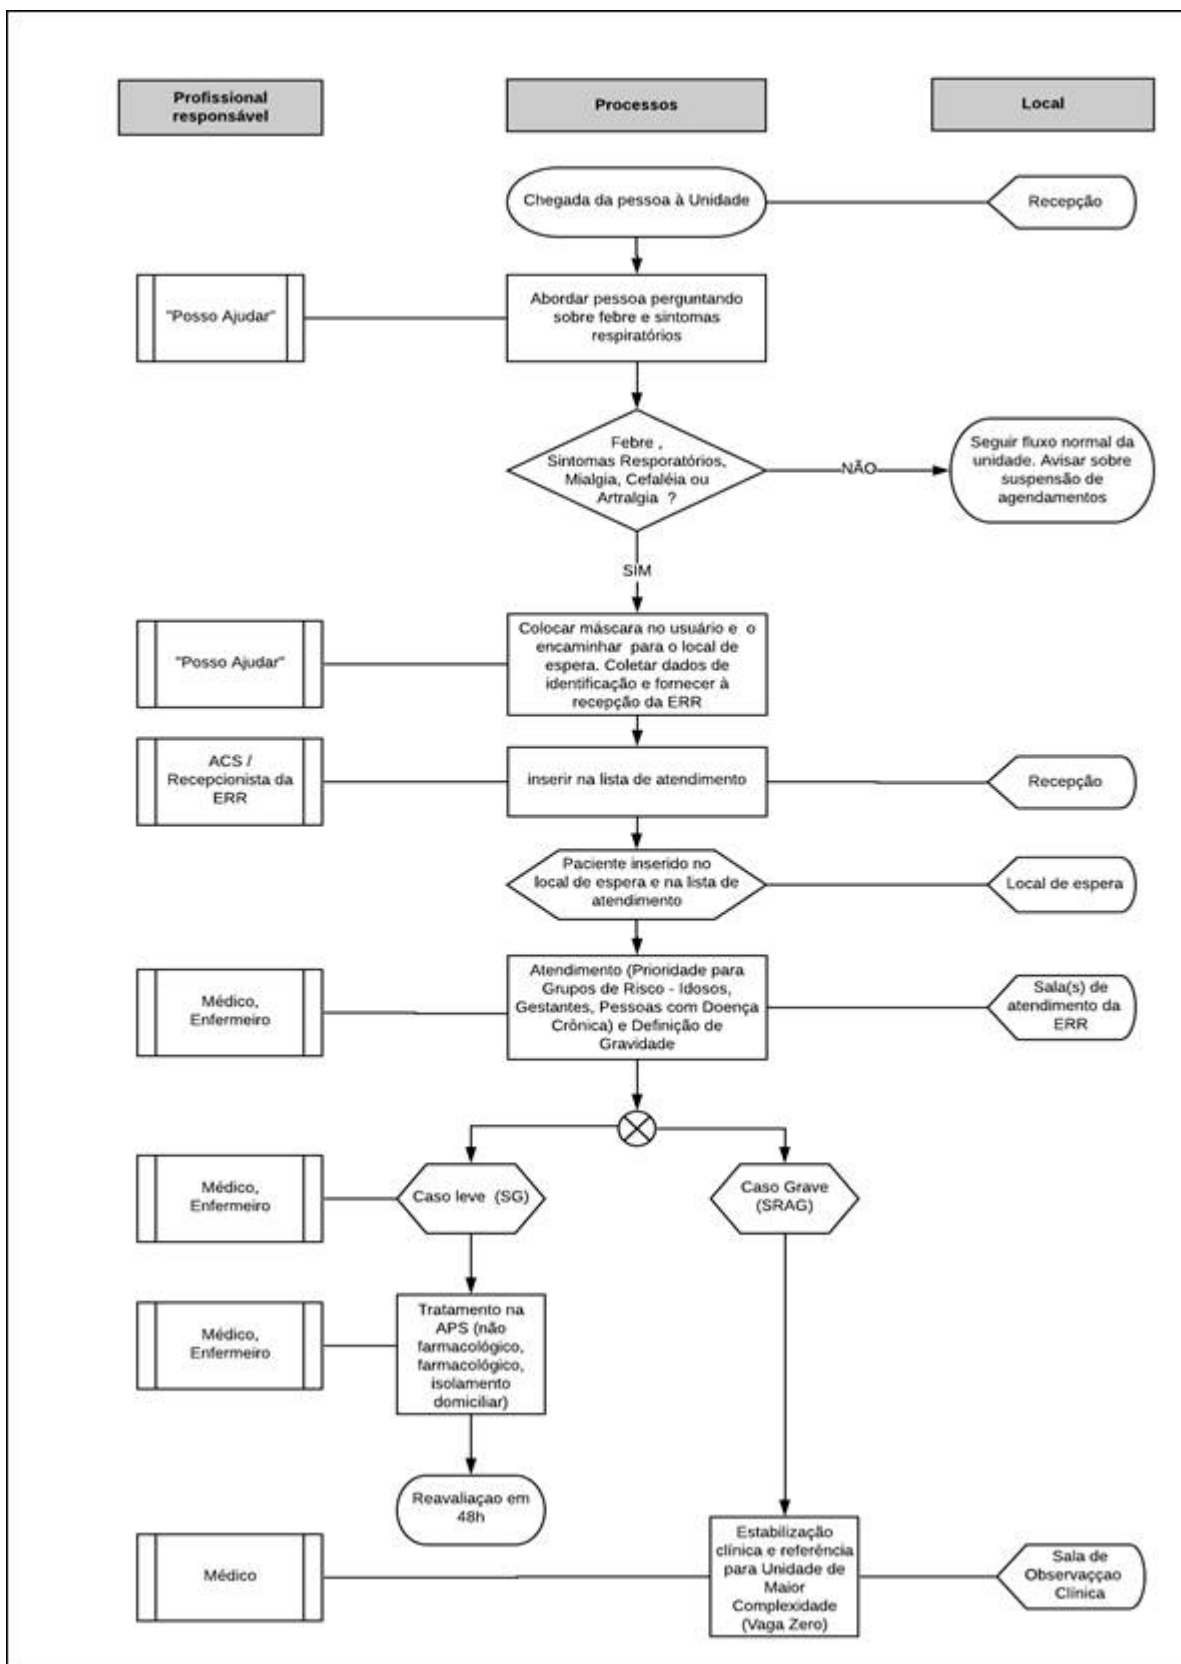 Profissional
responsável
Processos
Local
Chegada da pessoa à Unidade
Recepção
"Posso Ajudar"
Abordar pessoa perguntando
sobre febre e sintomas
respiratórios
Febre ,
Sintomas Resporatórios,
Mialgia, Cefaléia ou
Artralgia ?
NÃO
Seguir fluxo normal da
unidade. Avisar sobre
suspensão de
agendamentos
SIM
"Posso Ajudar"
Colocar máscara no usuário e o
encaminhar para o local de
espera. Coletar dados de
identificação e fornecer à
recepção da ERR
ACS /
Recepcionista da
ERR
inserir na lista de atendimento
Recepção
Paciente inserido no
local de espera e na lista de
atendimento
Local de espera
Médico,
Enfermeiro
Atendimento (Prioridade para
Grupos de Risco - Idosos,
Gestantes, Pessoas com Doença
Crônica) e Definição de
Gravidade
Sala(s) de
atendimento da
ERR
Médico,
Enfermeiro
Caso leve (SG)
Caso Grave
(SRAG)
Médico,
Enfermeiro
Tratamento na
APS (não
farmacológico,
farmacológico,
isolamento
domiciliar)
Reavaliaçao em
48h
Médico
Estabilização
clínica e referência
para Unidade de
Maior
Complexidade
(Vaga Zero)
Sala de
Observaççao
Clínica